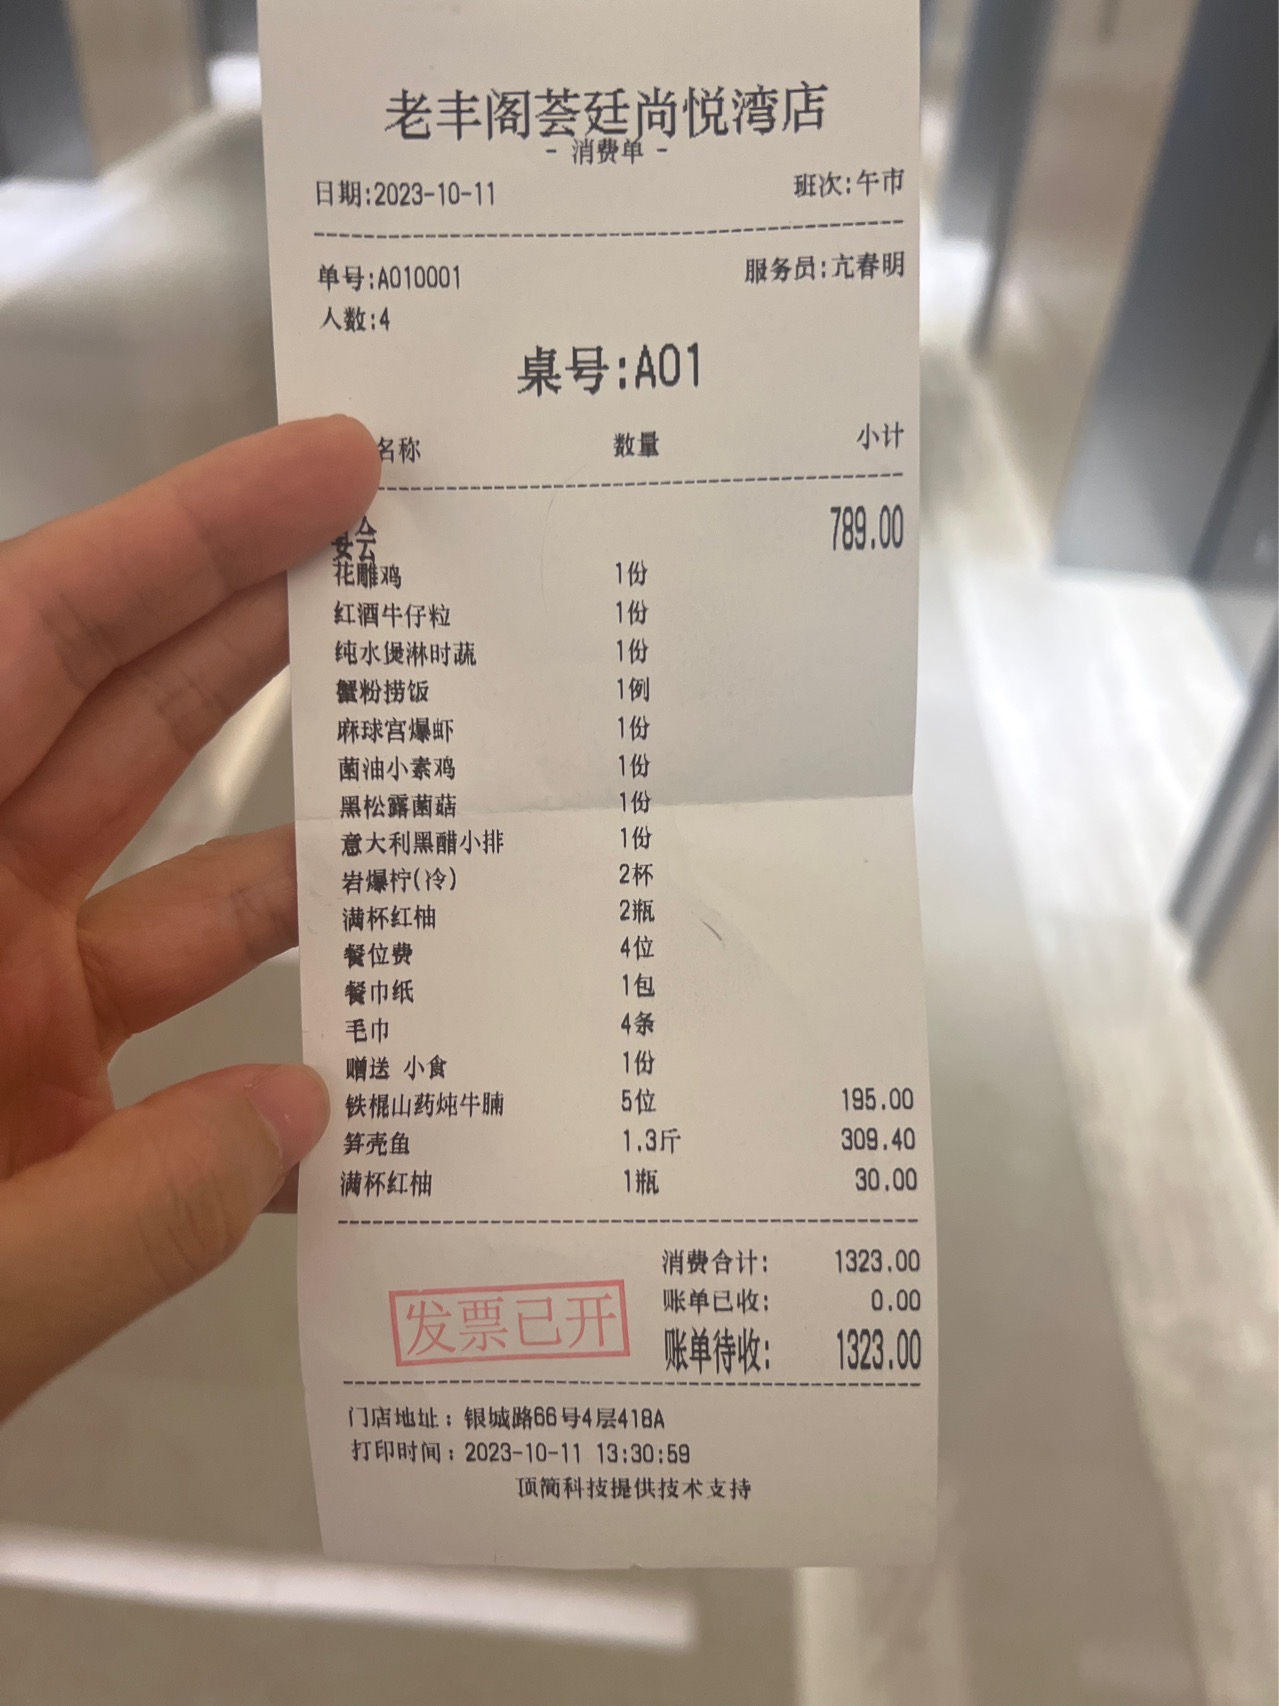 老丰阁荟廷尚悦湾店
- 消费单 -
日期:2023-10-11 班次:午市
单号:A010001 服务员:亢春明
人数:4
桌号:A01
名称 数量 小计
宴会 789.00
花雕鸡 1份
红酒牛仔粒 1份
纯水煲淋时蔬 1份
蟹粉捞饭 1例
麻球宫爆虾 1份
菌油小素鸡 1份
黑松露菌菇 1份
意大利黑醋小排 1份
岩爆柠(冷) 2杯
满杯红柚 2瓶
餐位费 4位
餐巾纸 1包
毛巾 4条
赠送 小食 1份
铁棍山药炖牛腩 5位 195.00
笋壳鱼 1.3斤 309.40
满杯红柚 1瓶 30.00
消费合计: 1323.00
账单已收: 0.00
账单待收: 1323.00
发票已开
门店地址: 银城路66号4层418A
打印时间: 2023-10-11 13:30:59
顶简科技提供技术支持